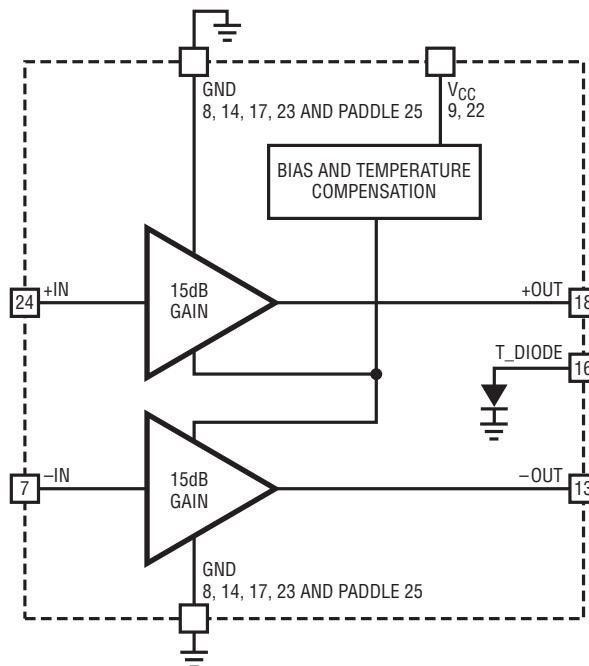 GND
8, 14, 17, 23 AND PADDLE 25
VCC
9, 22
BIAS AND TEMPERATURE
COMPENSATION
24
+IN
15dB
GAIN
+OUT
18
T_DIODE
16
7
–IN
15dB
GAIN
–OUT
13
GND
8, 14, 17, 23 AND PADDLE 25